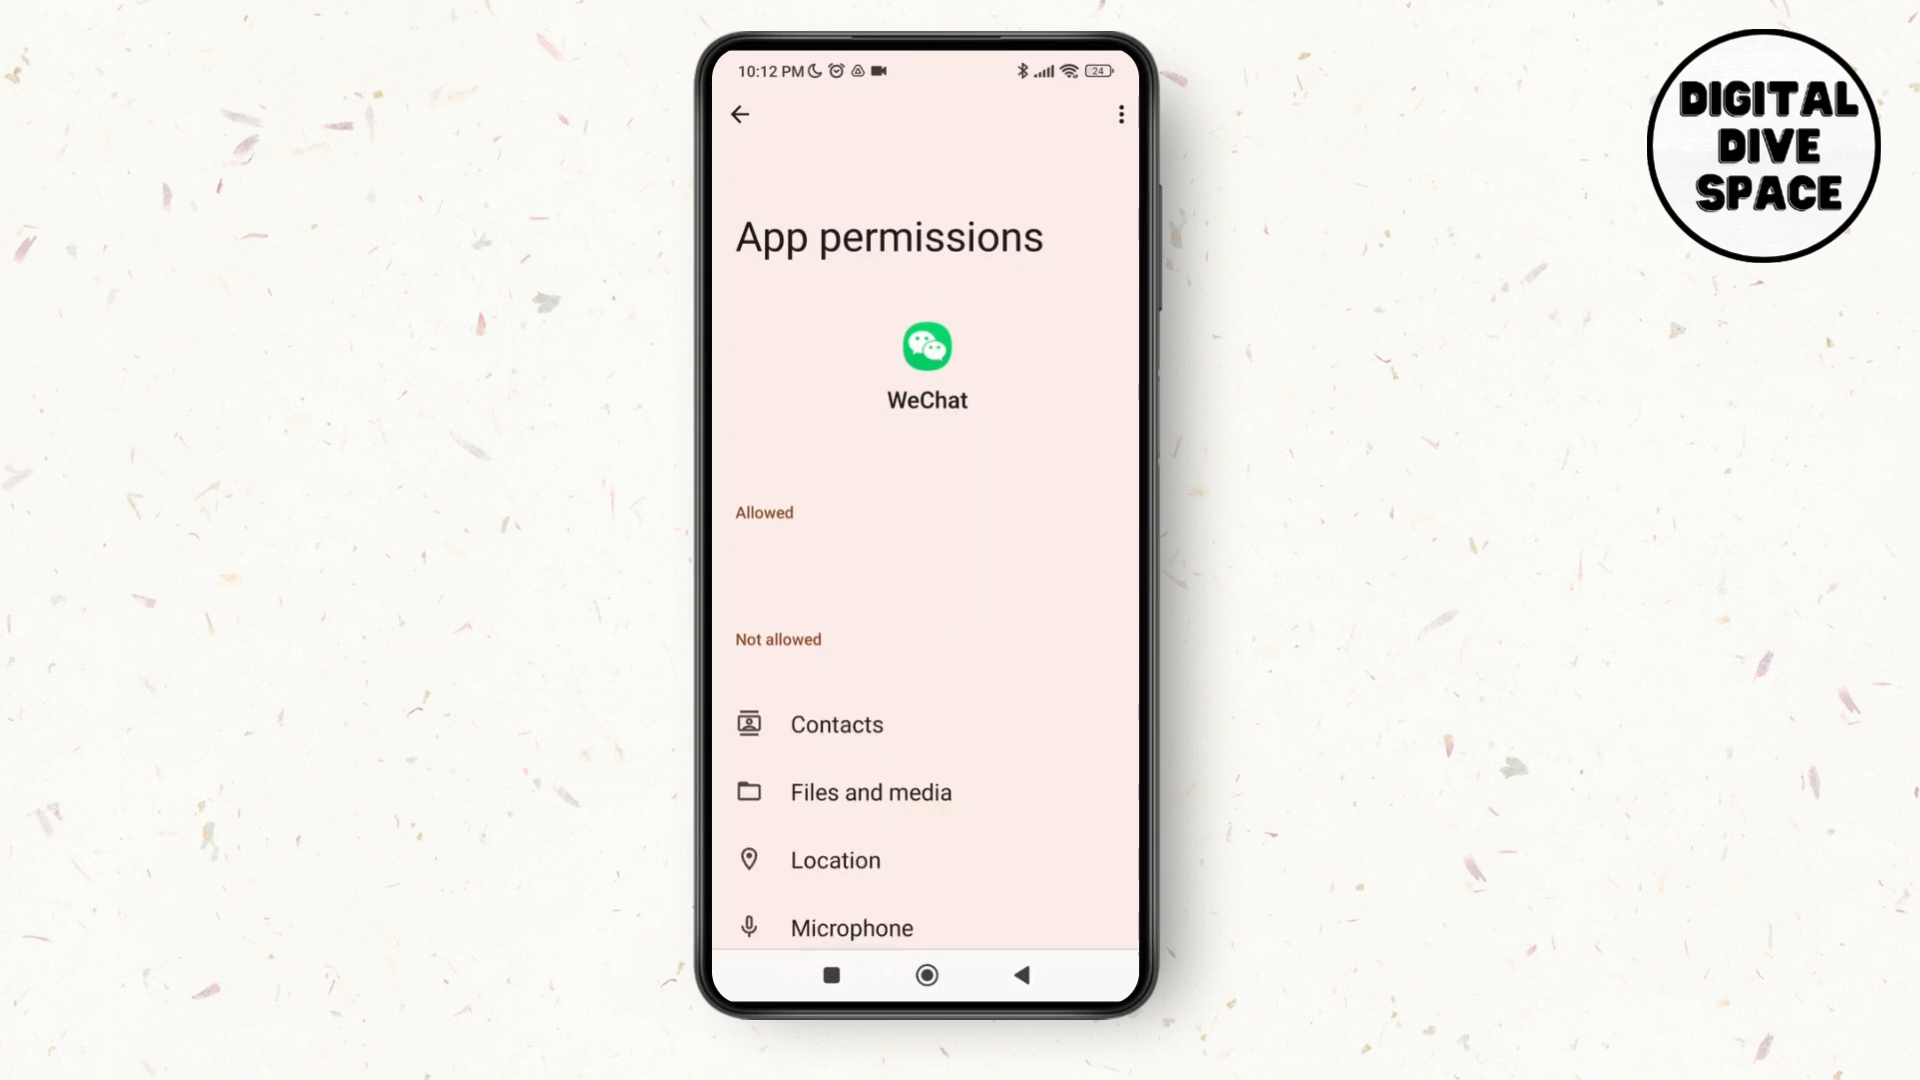 10:12 PM
24
App permissions
WeChat
Allowed
Not allowed
Contacts
Files and media
Location
Microphone
DIGITAL
DIVE
SPACE